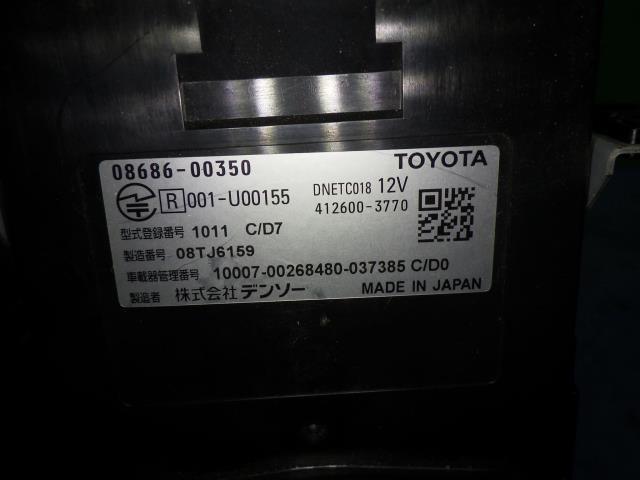 08686-00350 TOYOTA
R 001-U00155 DNETC018 12V
412600-3770
型式登録番号 1011 C/D7
製造番号 08TJ6159
車載器管理番号 10007-00268480-037385 C/D0
製造者 株式会社デンソー MADE IN JAPAN